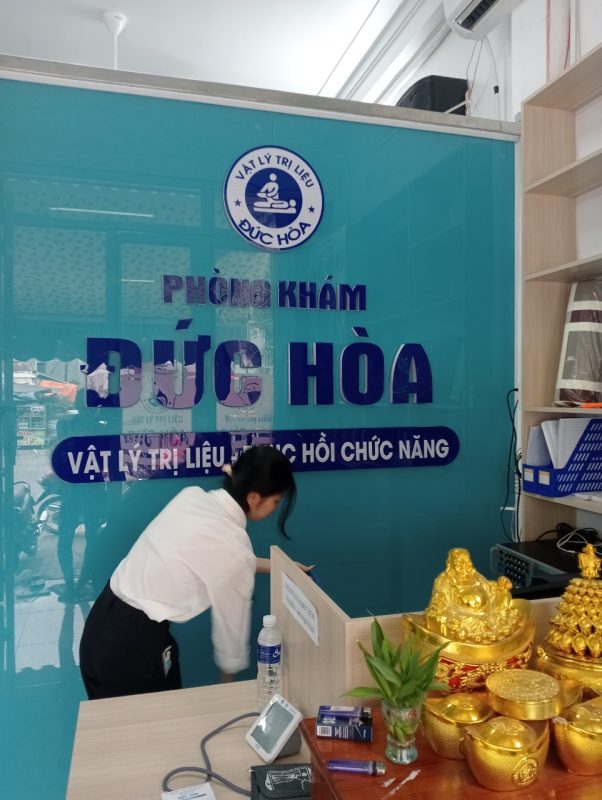 VẬT LÝ TRỊ LIỆU
ĐỨC HÒA
PHÒNG KHÁM
ĐỨC HÒA
VẬT LÝ TRỊ LIỆU HỒI CHỨC NĂNG